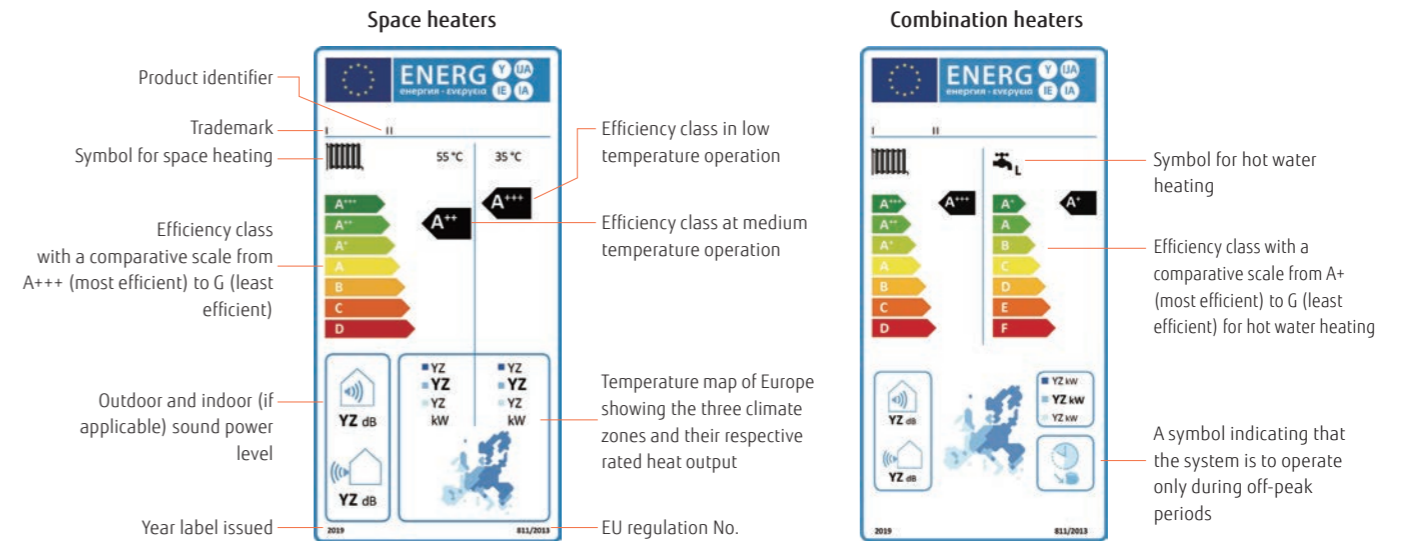 Space heaters
Product identifier
Trademark
Symbol for space heating
Efficiency class
with a comparative scale from
A+++ (most efficient) to G (least
efficient)
Outdoor and indoor (if
applicable) sound power
level
Year label issued
ENERG
енергия · ενεργεια
Y
IJA
IE
IA
I
II
55 °C
35 °C
A+++
A++
A+
A
B
C
D
A++
A+++
YZ dB
YZ dB
YZ
YZ
YZ
kW
YZ
YZ
YZ
kW
2019
811/2013
Efficiency class in low
temperature operation
Efficiency class at medium
temperature operation
Temperature map of Europe
showing the three climate
zones and their respective
rated heat output
EU regulation No.
Combination heaters
ENERG
енергия · ενεργεια
Y
IJA
IE
IA
I
II
L
A+++
A++
A+
A
B
C
D
A+++
A+
A
B
C
D
E
F
A+
YZ dB
YZ dB
YZ kW
YZ kW
YZ kW
2019
811/2013
Symbol for hot water
heating
Efficiency class with a
comparative scale from A+
(most efficient) to G (least
efficient) for hot water heating
A symbol indicating that
the system is to operate
only during off-peak
periods